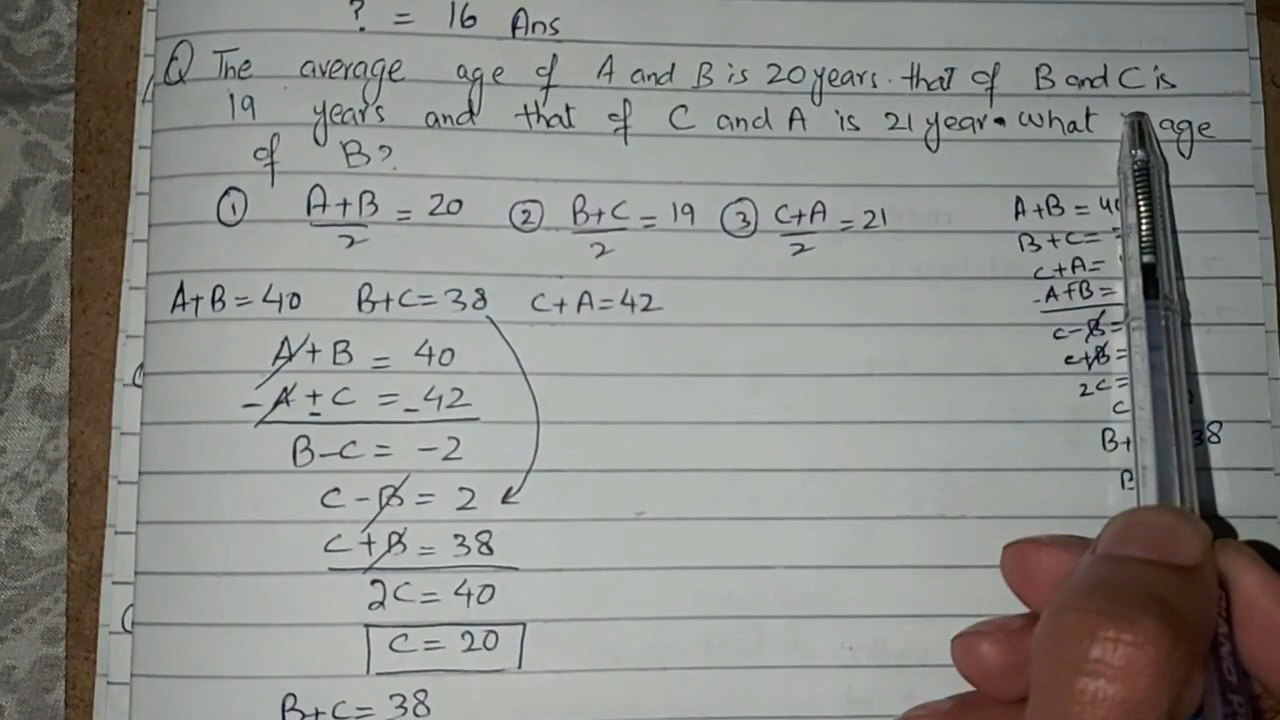 ? = 16 Ans
Q The average age of A and B is 20 years. that of B and C is
19 years and that of C and A is 21 year. what age
of B?
① A+B/2 = 20 ② B+C/2 = 19 ③ C+A/2 = 21
A+B = 40 B+C = 38 C+A = 42
A+B = 40
-A+C = -42
B-C = -2
C-B = 2
C+B = 38
2C = 40
C = 20
B+C = 38
A+B =
B+C =
C+A =
-A+B =
C-B =
C+B =
2C =
C
B+ 38
B